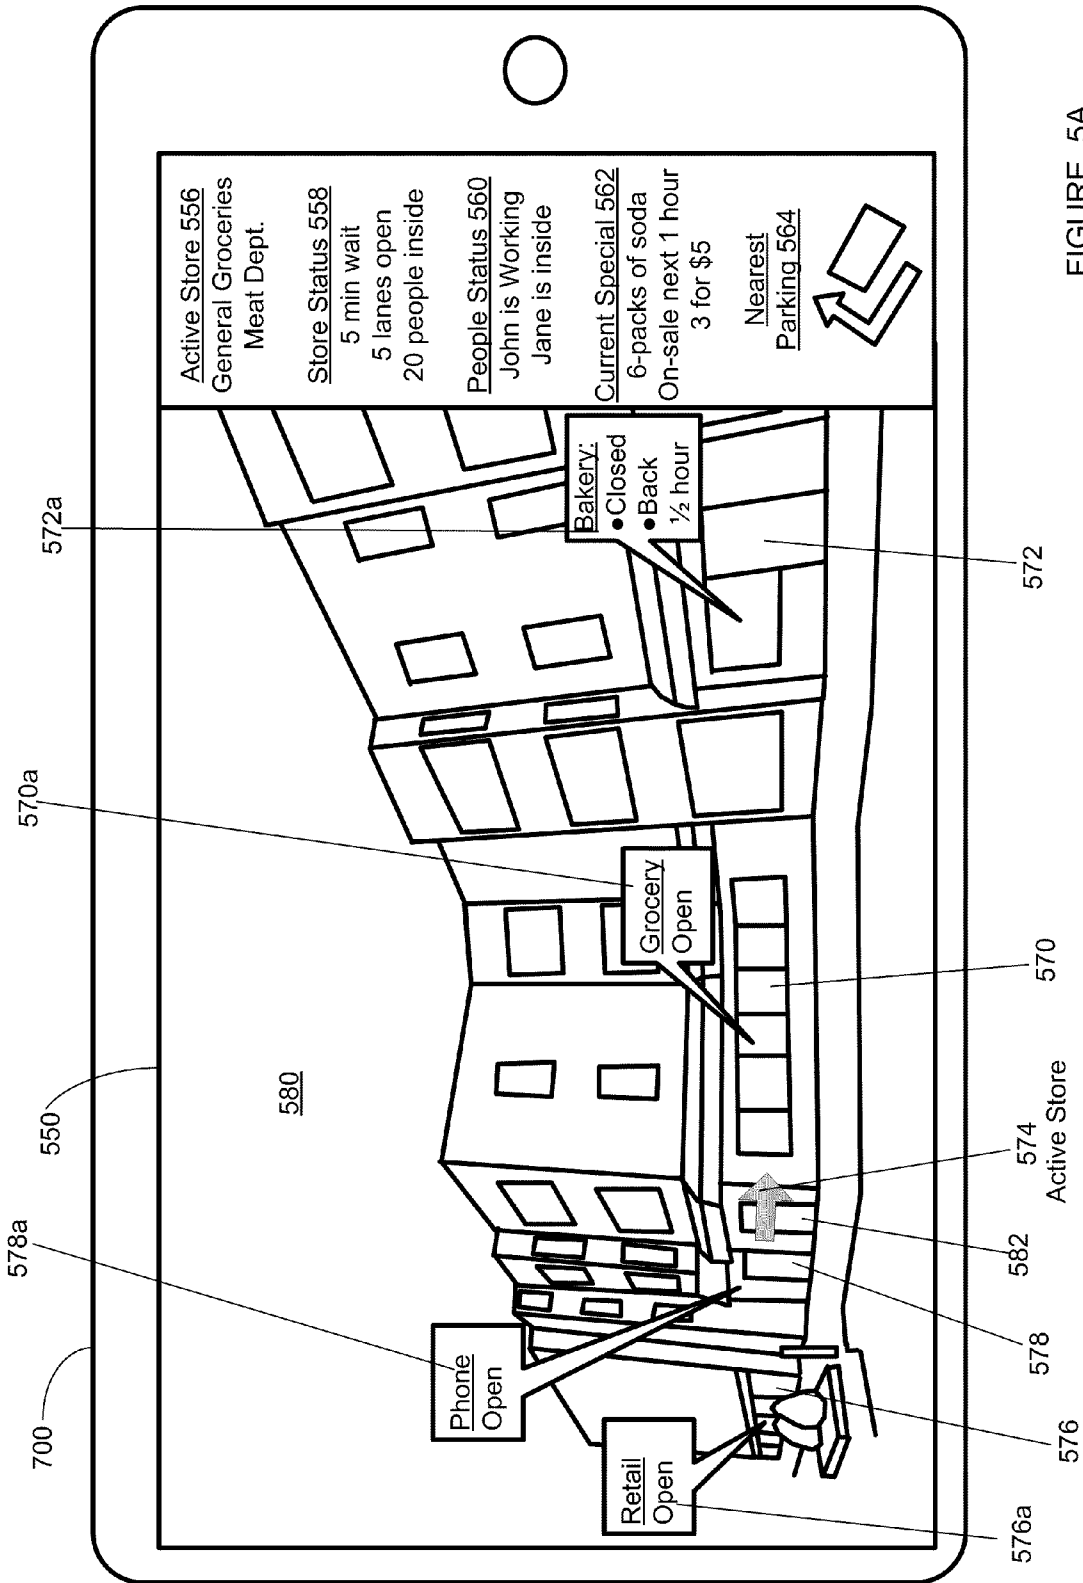 700
578a
550
570a
572a
580
Retail
Open
Phone
Open
Grocery
Open
Bakery:
•Closed
•Back
½ hour
Active Store 556
General Groceries
Meat Dept.
Store Status 558
5 min wait
5 lanes open
20 people inside
People Status 560
John is Working
Jane is inside
Current Special 562
6-packs of soda
On-sale next 1 hour
3 for $5
Nearest
Parking 564
576a
576
578
582
574
Active Store
570
572
FIGURE 5A